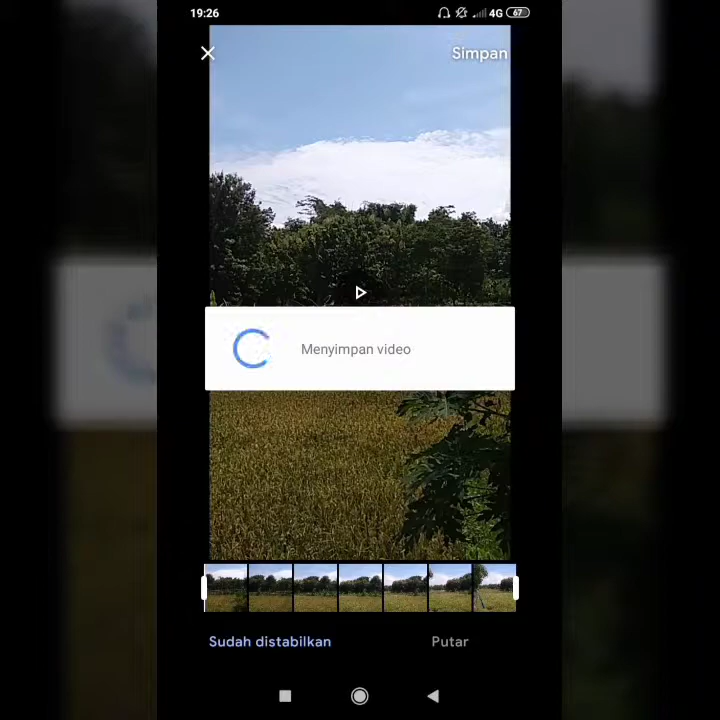 19:26
4G 67
Simpan
Menyimpan video
Sudah distabilkan
Putar